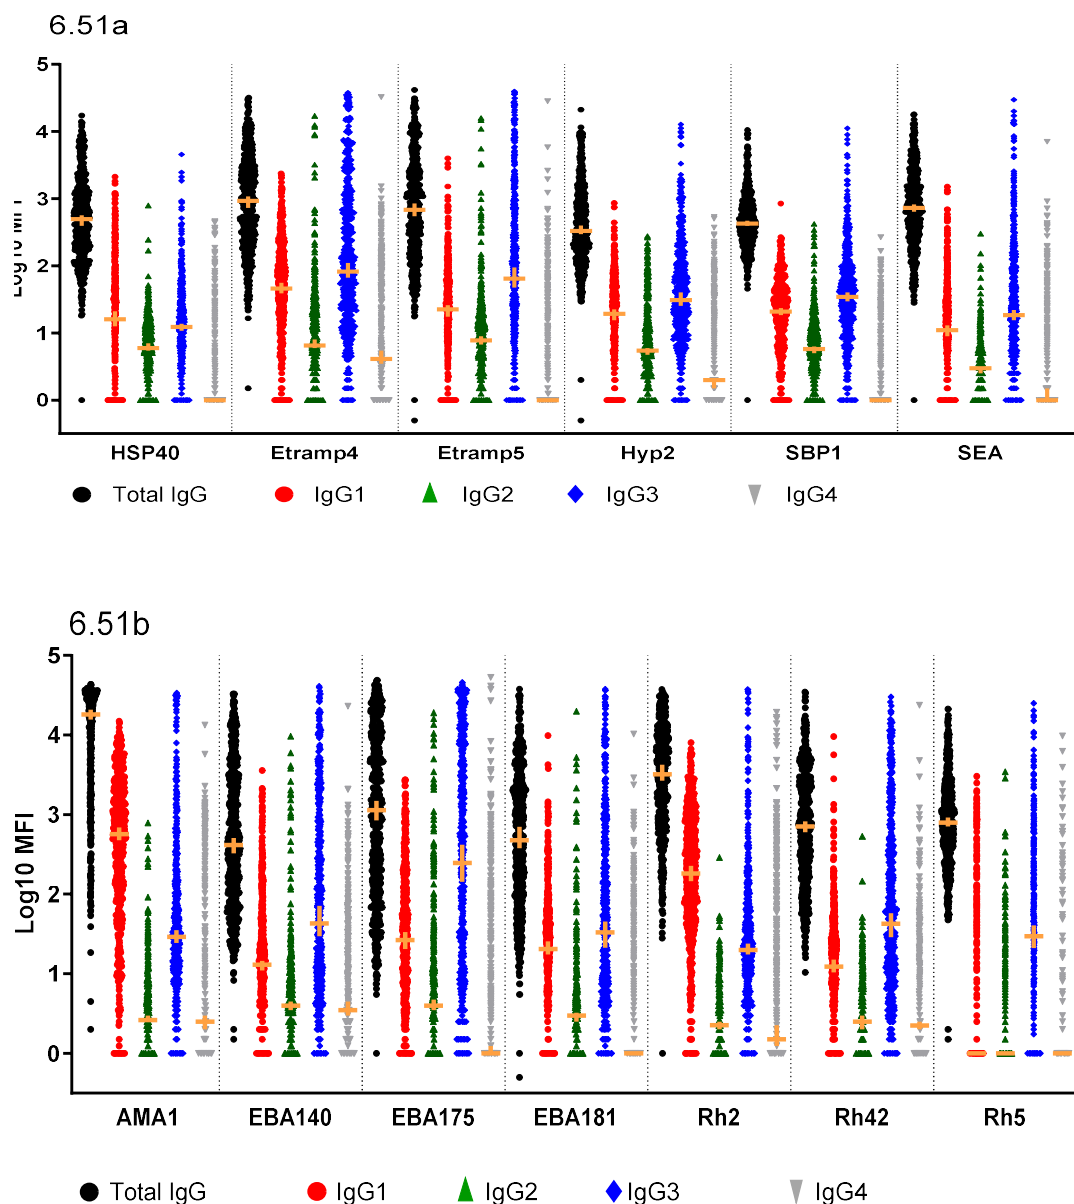 6.51a
5
4
3
2
1
0
Log10 MFI
HSP40 Etramp4 Etramp5 Hyp2 SBP1 SEA
Total IgG IgG1 IgG2 IgG3 IgG4
6.51b
5
4
3
2
1
0
Log10 MFI
AMA1 EBA140 EBA175 EBA181 Rh2 Rh42 Rh5
Total IgG IgG1 IgG2 IgG3 IgG4